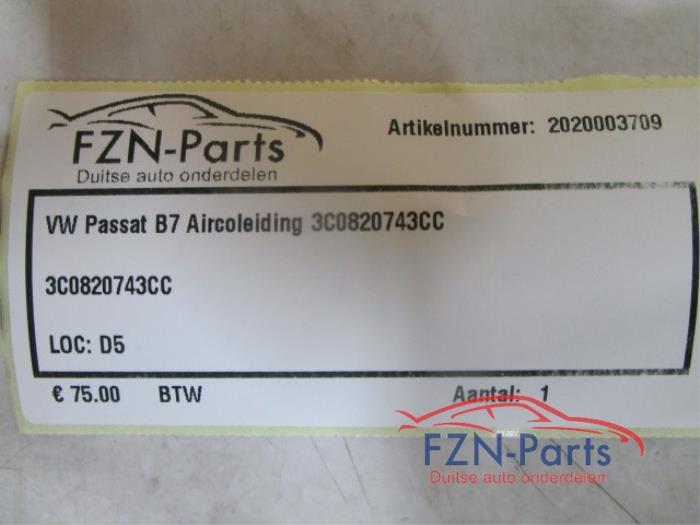 FZN-Parts
Duitse auto onderdelen
Artikelnummer: 2020003709
VW Passat B7 Aircoleiding 3C0820743CC
3C0820743CC
LOC: D5
€ 75.00 BTW Aantal: 1
FZN-Parts
Duitse auto onderdelen